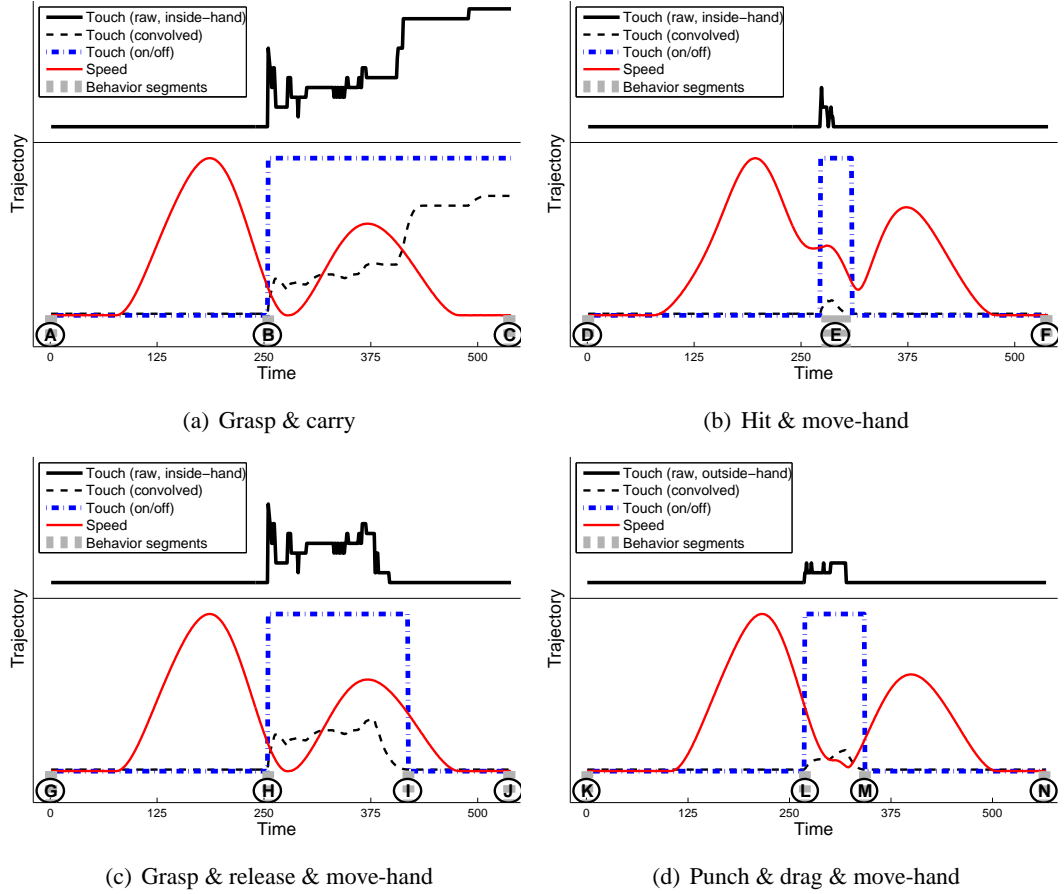 Touch (raw, inside−hand)
Touch (convolved)
Touch (on/off)
Speed
Behavior segments
Trajectory
A
B
C
0
125
250
375
500
Time
(a) Grasp & carry
Touch (raw, inside−hand)
Touch (convolved)
Touch (on/off)
Speed
Behavior segments
Trajectory
D
E
F
0
125
250
375
500
Time
(b) Hit & move-hand
Touch (raw, inside−hand)
Touch (convolved)
Touch (on/off)
Speed
Behavior segments
Trajectory
G
H
I
J
0
125
250
375
500
Time
(c) Grasp & release & move-hand
Touch (raw, outside−hand)
Touch (convolved)
Touch (on/off)
Speed
Behavior segments
Trajectory
K
L
M
N
0
125
250
375
500
Time
(d) Punch & drag & move-hand